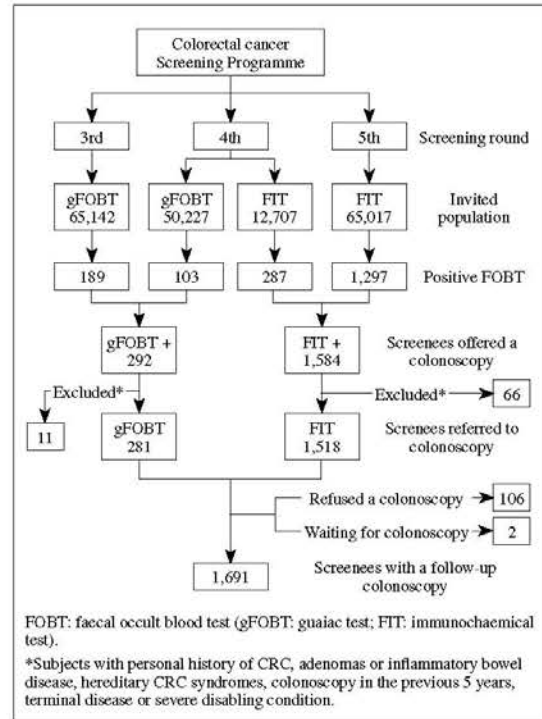 Colorectal cancer
Screening Programme
3rd
4th
5th
Screening round
gFOBT
65,142
gFOBT
50,227
FIT
12,707
FIT
65,017
Invited
population
189
103
287
1,297
Positive FOBT
gFOBT +
292
FIT +
1,584
Screenees offered a
colonoscopy
Excluded*
Excluded*
66
11
gFOBT
281
FIT
1,518
Screnees referred to
colonoscopy
Refused a colonoscopy
106
Waiting for colonoscopy
2
1,691
Screenees with a follow-up
colonoscopy
FOBT: faecal occult blood test (gFOBT: guaiac test; FIT: immunochaemical
test).
*Subjects with personal history of CRC, adenomas or inflammatory bowel
disease, hereditary CRC syndromes, colonoscopy in the previous 5 years,
terminal disease or severe disabling condition.